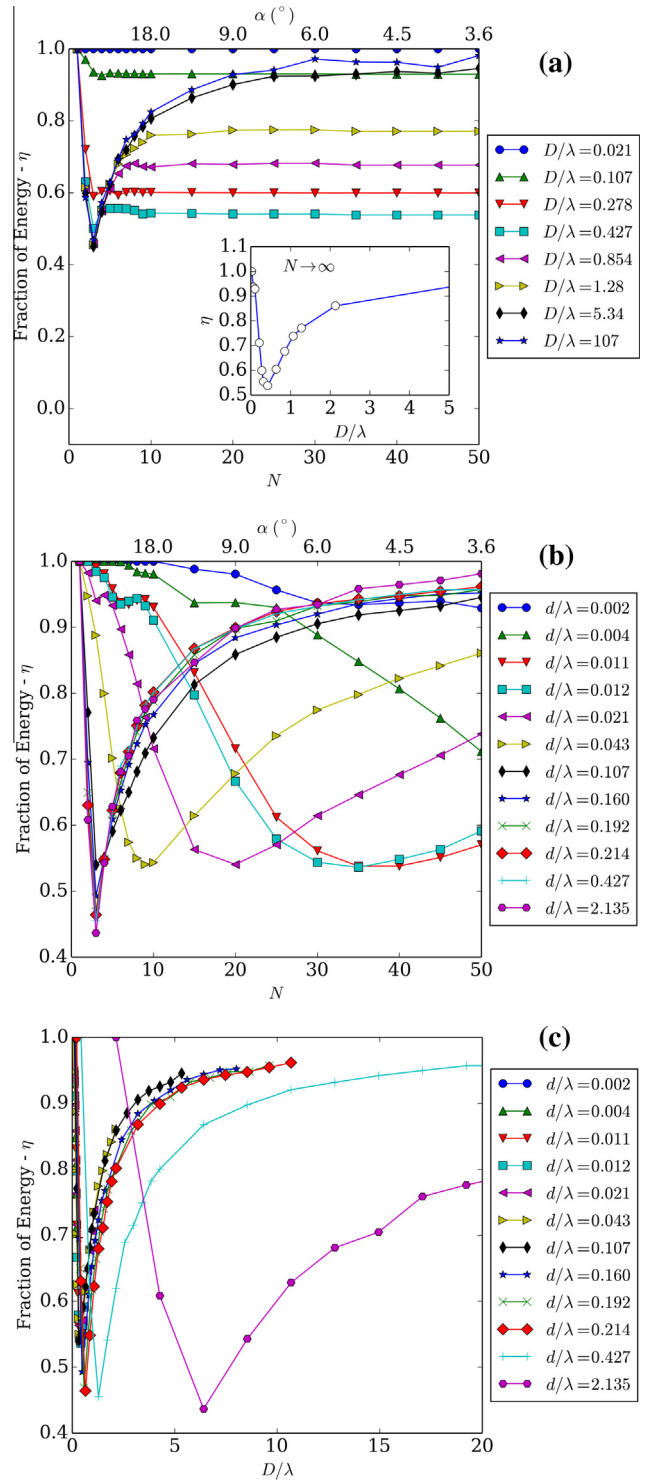 α (°)
18.0 9.0 6.0 4.5 3.6
(a)
1.0
0.8
0.6
0.4
0.2
0.0
Fraction of Energy - η
0 10 20 30 40 50
N
N→∞
1.1
1.0
0.9
0.8
0.7
0.6
0.5
η
0 1 2 3 4 5
D/λ
D/λ=0.021
D/λ=0.107
D/λ=0.278
D/λ=0.427
D/λ=0.854
D/λ=1.28
D/λ=5.34
D/λ=107
α (°)
18.0 9.0 6.0 4.5 3.6
(b)
1.0
0.9
0.8
0.7
0.6
0.5
0.4
Fraction of Energy - η
0 10 20 30 40 50
N
d/λ=0.002
d/λ=0.004
d/λ=0.011
d/λ=0.012
d/λ=0.021
d/λ=0.043
d/λ=0.107
d/λ=0.160
d/λ=0.192
d/λ=0.214
d/λ=0.427
d/λ=2.135
(c)
1.0
0.9
0.8
0.7
0.6
0.5
0.4
Fraction of Energy - η
0 5 10 15 20
D/λ
d/λ=0.002
d/λ=0.004
d/λ=0.011
d/λ=0.012
d/λ=0.021
d/λ=0.043
d/λ=0.107
d/λ=0.160
d/λ=0.192
d/λ=0.214
d/λ=0.427
d/λ=2.135